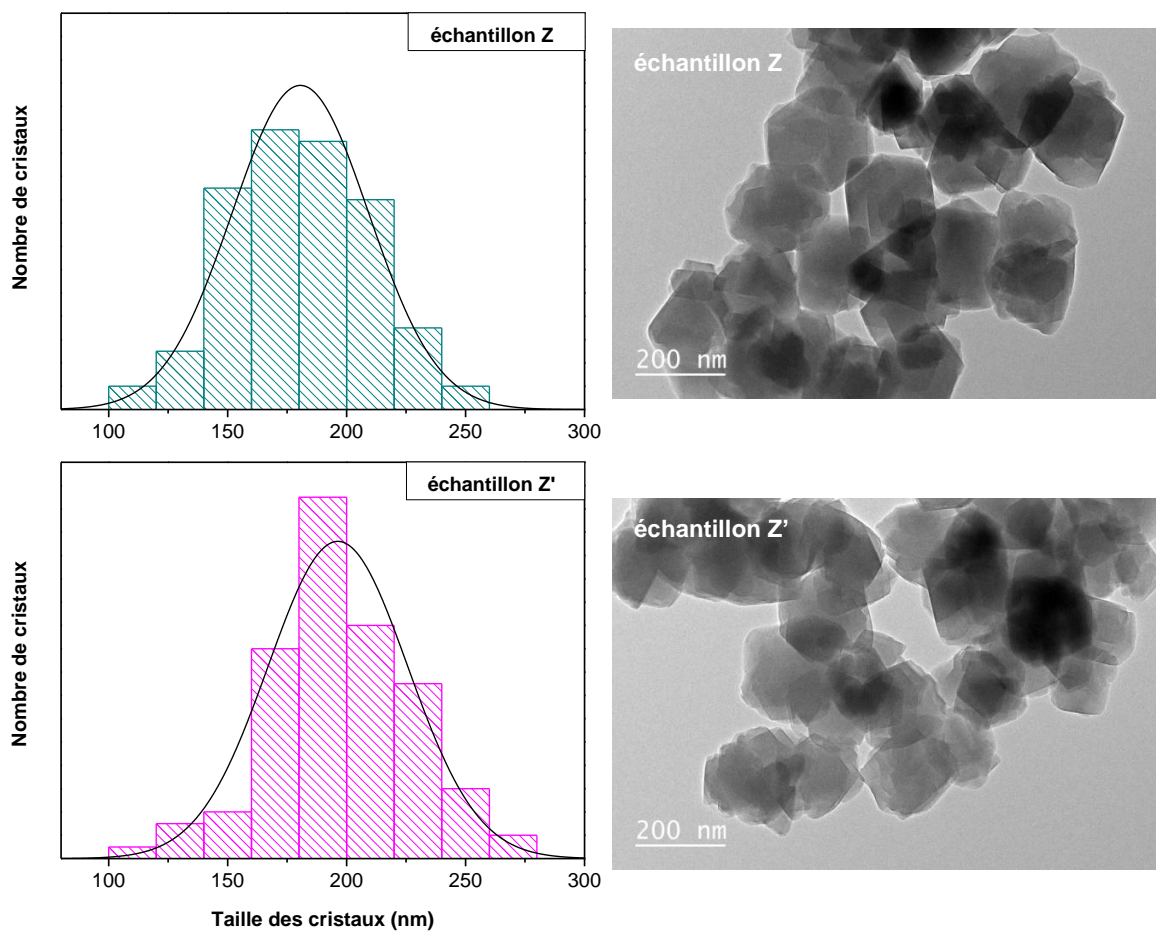 échantillon Z
Nombre de cristaux
100 150 200 250 300
échantillon Z
200 nm
échantillon Z'
Nombre de cristaux
100 150 200 250 300
Taille des cristaux (nm)
échantillon Z’
200 nm